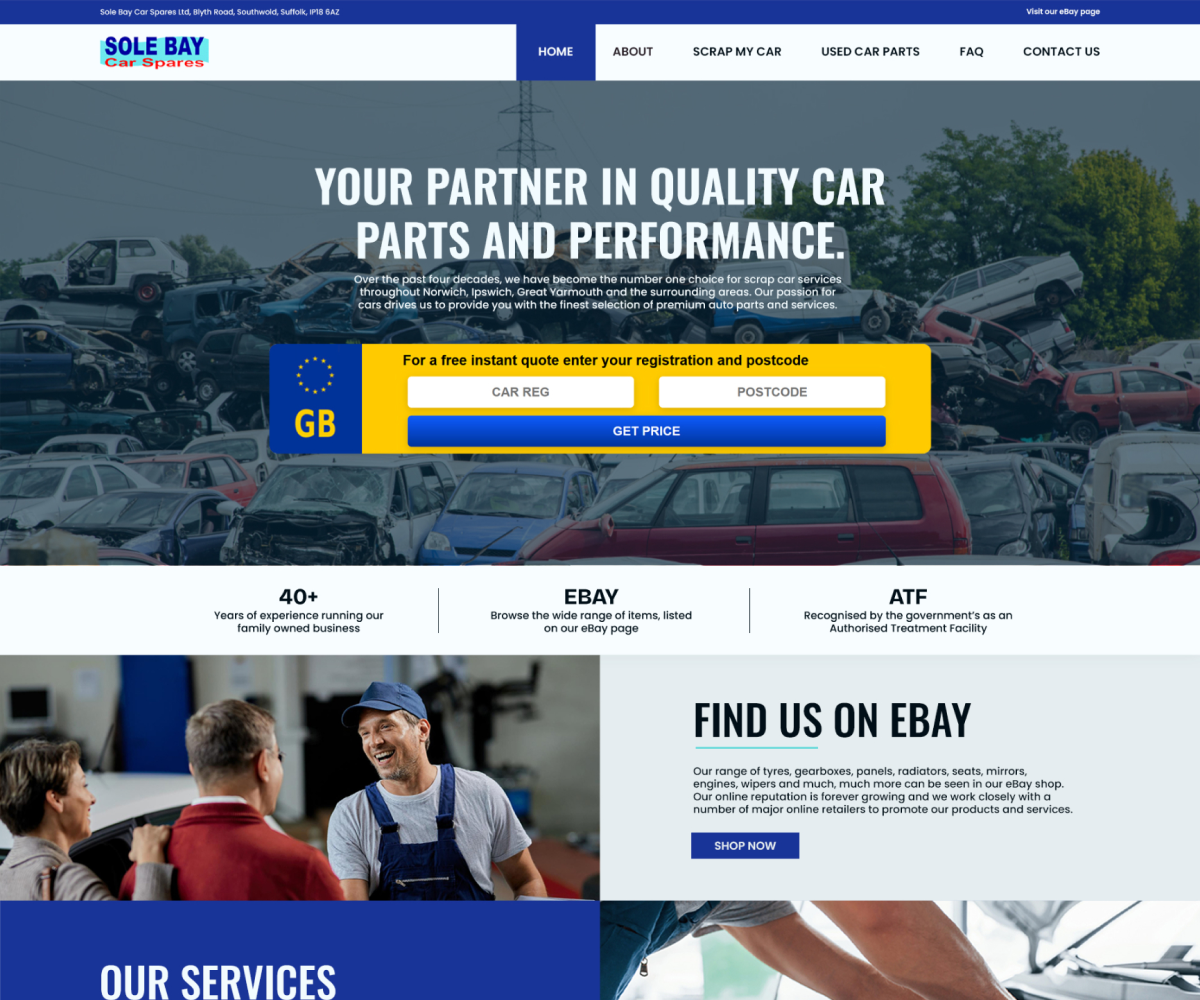 Sole Bay Car Spares Ltd, Blyth Road, Southwold, Suffolk, IP18 6AZ
Visit our eBay page
SOLE BAY
Car Spares
HOME
ABOUT
SCRAP MY CAR
USED CAR PARTS
FAQ
CONTACT US
YOUR PARTNER IN QUALITY CAR
PARTS AND PERFORMANCE.
Over the past four decades, we have become the number one choice for scrap car services
throughout Norwich, Ipswich, Great Yarmouth and the surrounding areas. Our passion for
cars drives us to provide you with the finest selection of premium auto parts and services.
GB
For a free instant quote enter your registration and postcode
CAR REG
POSTCODE
GET PRICE
40+
Years of experience running our
family owned business
EBAY
Browse the wide range of items, listed
on our eBay page
ATF
Recognised by the government's as an
Authorised Treatment Facility
FIND US ON EBAY
Our range of tyres, gearboxes, panels, radiators, seats, mirrors,
engines, wipers and much, much more can be seen in our eBay shop.
Our online reputation is forever growing and we work closely with a
number of major online retailers to promote our products and services.
SHOP NOW
OUR SERVICES